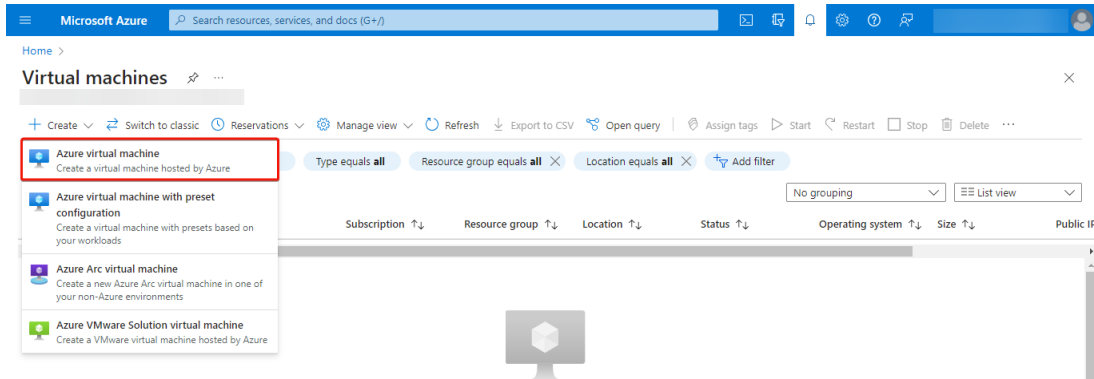 Microsoft Azure
Search resources, services, and docs (G+/)
Home >
Virtual machines
Create
Switch to classic
Reservations
Manage view
Refresh
Export to CSV
Open query
Assign tags
Start
Restart
Stop
Delete
Azure virtual machine
Create a virtual machine hosted by Azure
Azure virtual machine with preset
configuration
Create a virtual machine with presets based on
your workloads
Azure Arc virtual machine
Create a new Azure Arc virtual machine in one of
your non-Azure environments
Azure VMware Solution virtual machine
Create a VMware virtual machine hosted by Azure
Type equals all
Resource group equals all
Location equals all
Add filter
No grouping
List view
Subscription
Resource group
Location
Status
Operating system
Size
Public IP